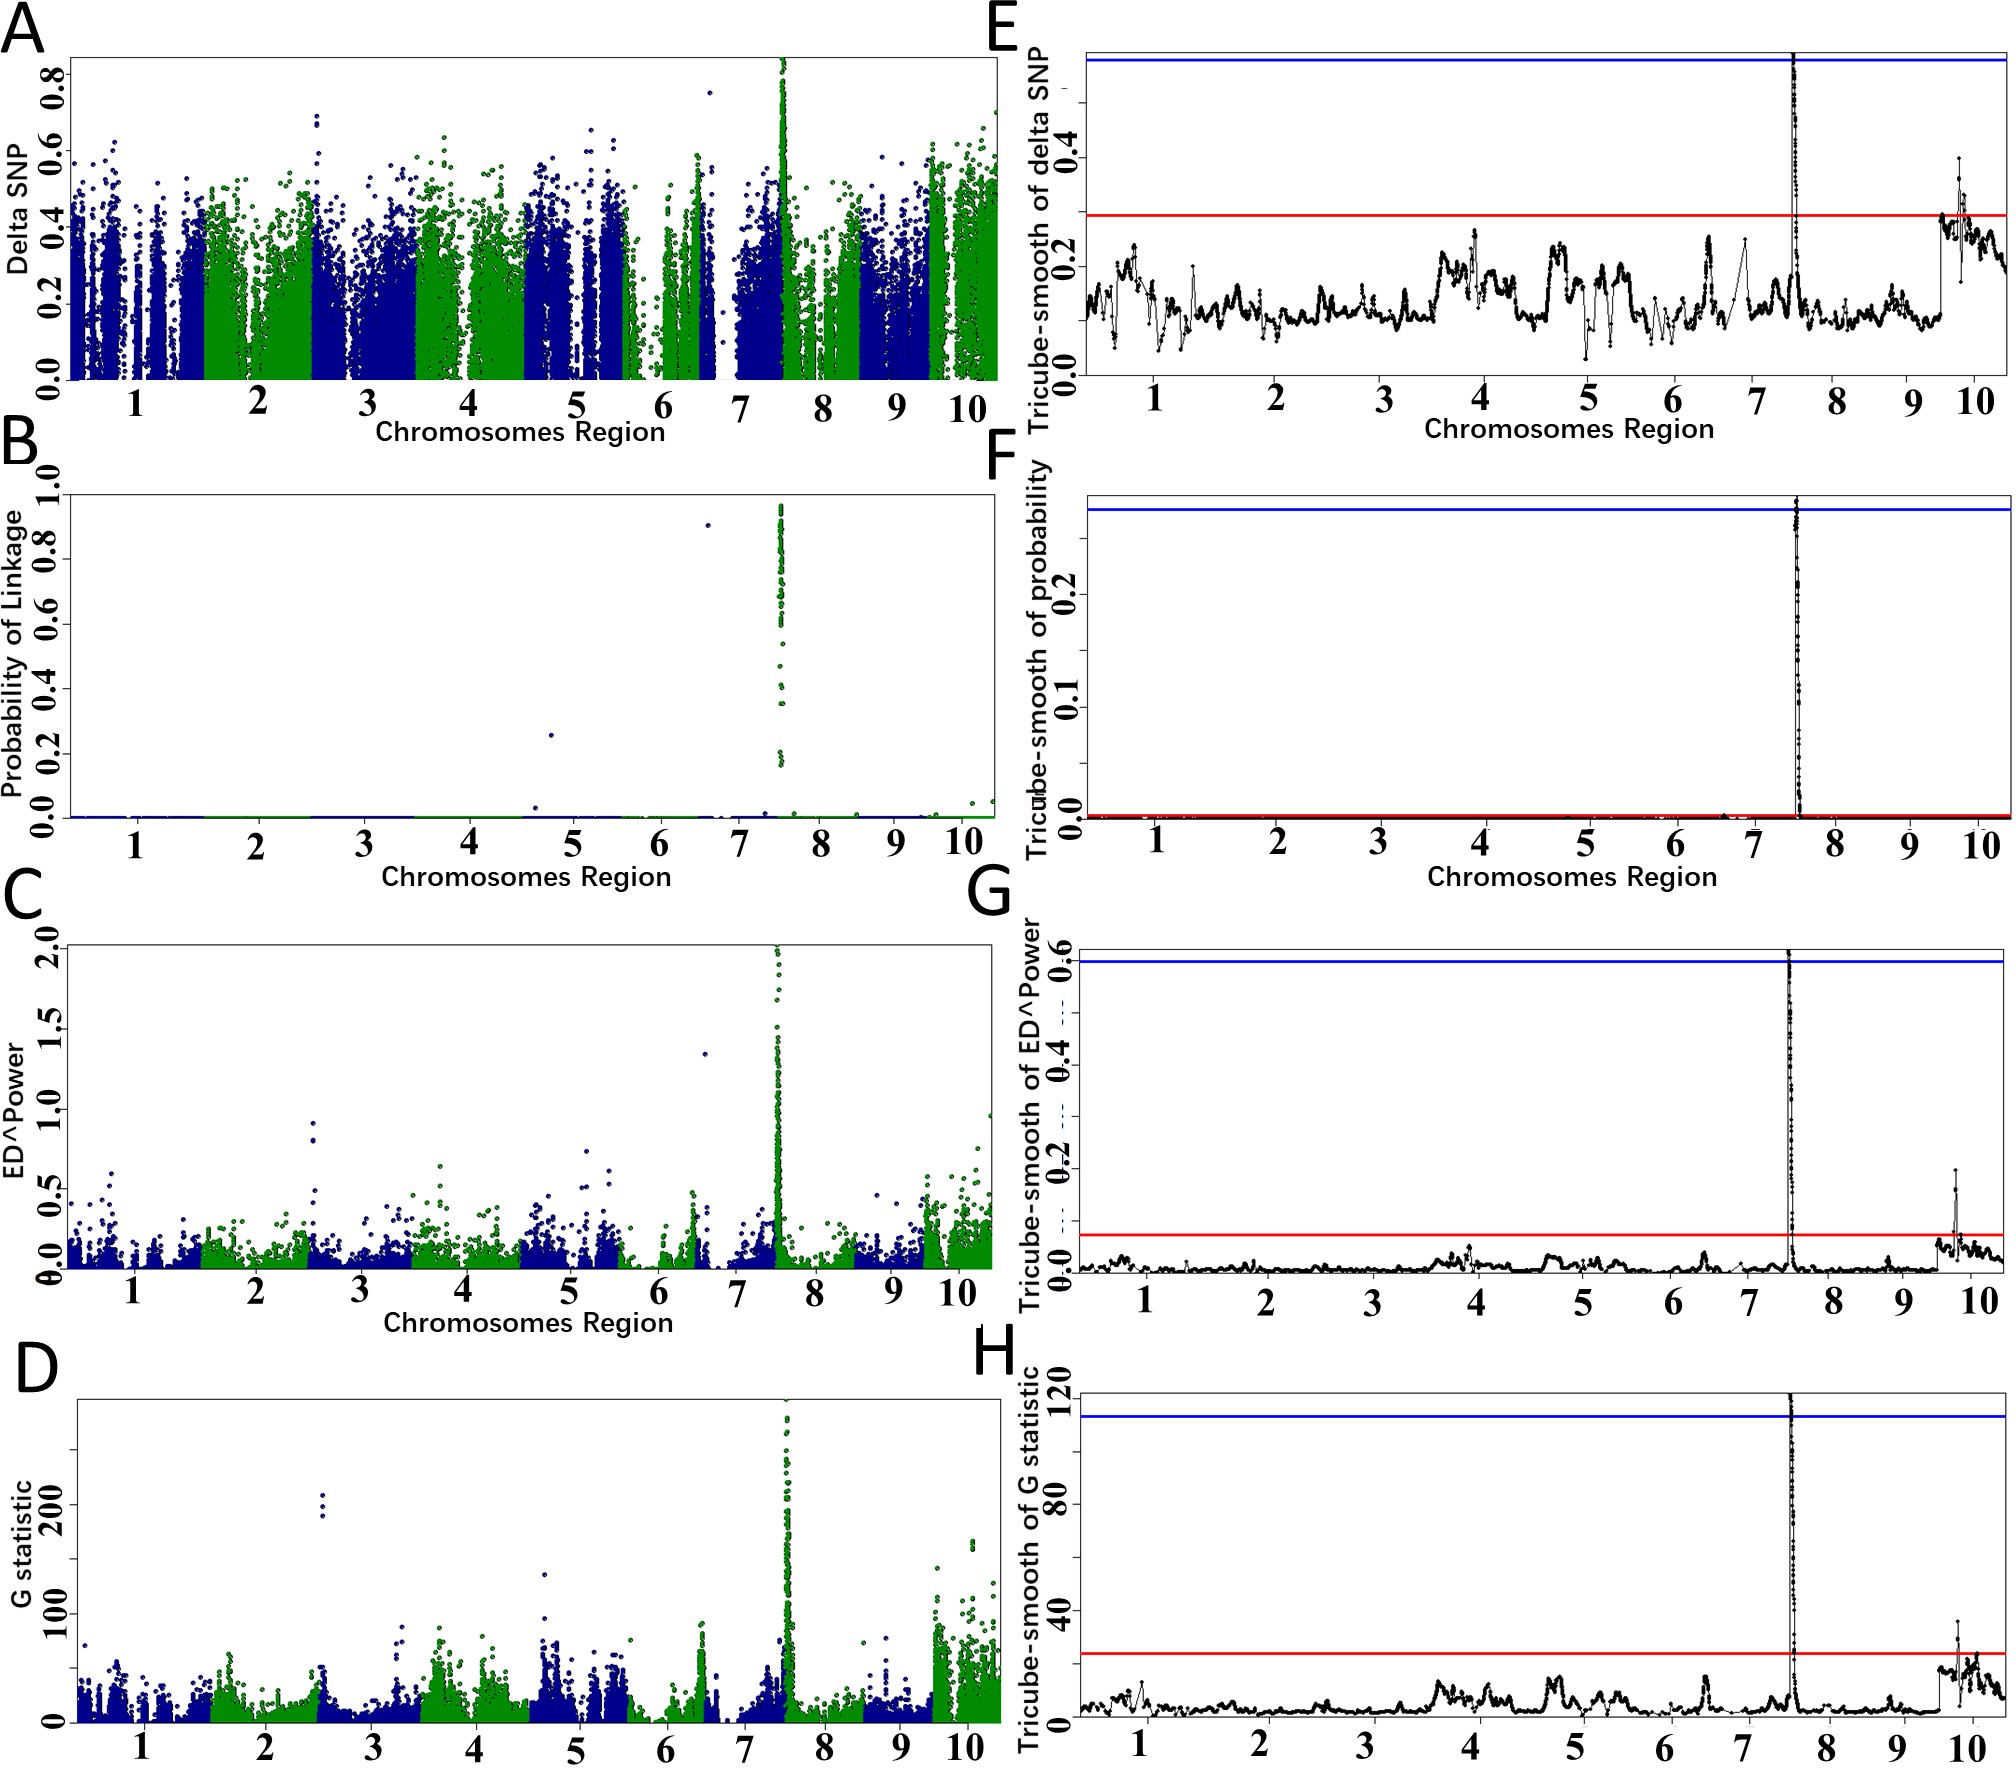 A
Delta SNP
0.0 0.2 0.4 0.6 0.8
1 2 3 4 5 6 7 8 9 10
Chromosomes Region
B
Probability of Linkage
0.0 0.2 0.4 0.6 0.8 1.0
1 2 3 4 5 6 7 8 9 10
Chromosomes Region
C
ED^Power
0.0 0.5 1.0 1.5 2.0
1 2 3 4 5 6 7 8 9 10
Chromosomes Region
D
G statistic
0 100 200
1 2 3 4 5 6 7 8 9 10
E
Tricube-smooth of delta SNP
0.0 0.2 0.4
1 2 3 4 5 6 7 8 9 10
Chromosomes Region
F
Tricube-smooth of probability
0.0 0.1 0.2
1 2 3 4 5 6 7 8 9 10
Chromosomes Region
G
Tricube-smooth of ED^Power
0.0 0.2 0.4 0.6
1 2 3 4 5 6 7 8 9 10
H
Tricube-smooth of G statistic
0 40 80 120
1 2 3 4 5 6 7 8 9 10